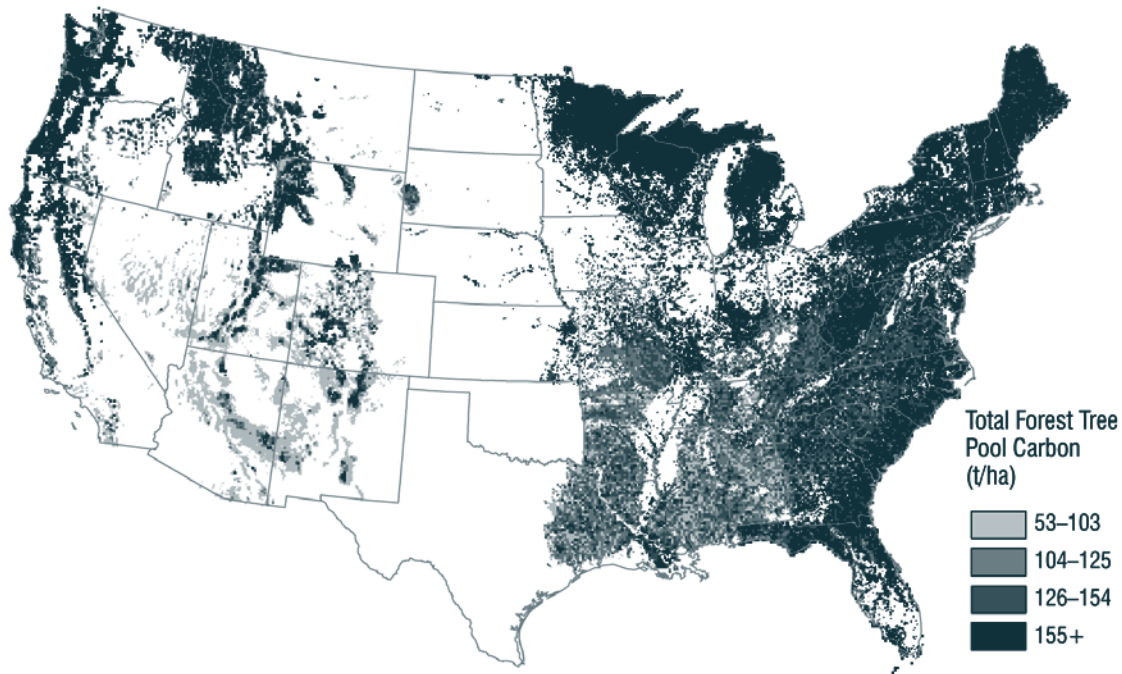 Total Forest Tree
Pool Carbon
(t/ha)
53–103
104–125
126–154
155+